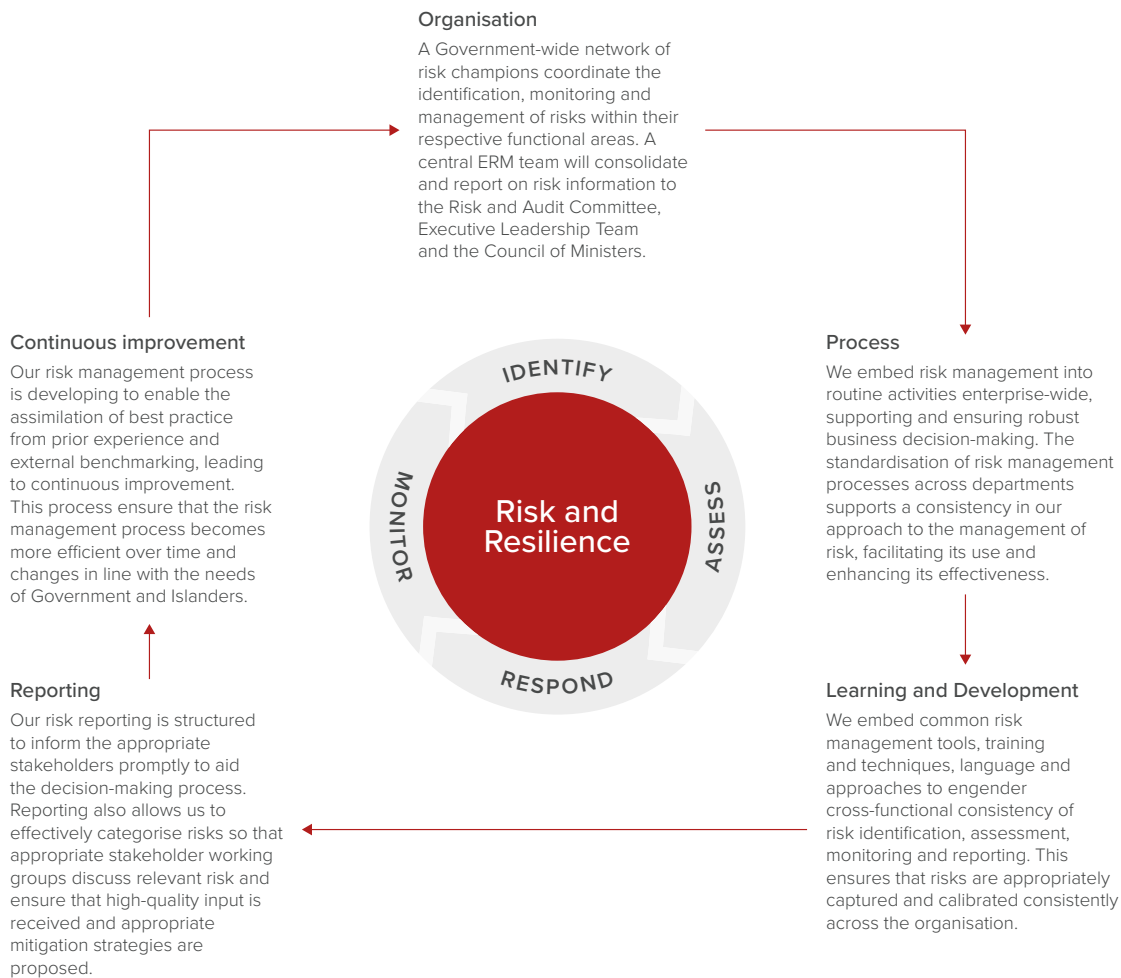 Organisation
A Government-wide network of
risk champions coordinate the
identification, monitoring and
management of risks within their
respective functional areas. A
central ERM team will consolidate
and report on risk information to
the Risk and Audit Committee,
Executive Leadership Team
and the Council of Ministers.
Continuous improvement
Our risk management process
is developing to enable the
assimilation of best practice
from prior experience and
external benchmarking, leading
to continuous improvement.
This process ensure that the risk
management process becomes
more efficient over time and
changes in line with the needs
of Government and Islanders.
IDENTIFY
ASSESS
RESPOND
MONITOR
Risk and
Resilience
Process
We embed risk management into
routine activities enterprise-wide,
supporting and ensuring robust
business decision-making. The
standardisation of risk management
processes across departments
supports a consistency in our
approach to the management of
risk, facilitating its use and
enhancing its effectiveness.
Reporting
Our risk reporting is structured
to inform the appropriate
stakeholders promptly to aid
the decision-making process.
Reporting also allows us to
effectively categorise risks so that
appropriate stakeholder working
groups discuss relevant risk and
ensure that high-quality input is
received and appropriate
mitigation strategies are
proposed.
Learning and Development
We embed common risk
management tools, training
and techniques, language and
approaches to engender
cross-functional consistency of
risk identification, assessment,
monitoring and reporting. This
ensures that risks are appropriately
captured and calibrated consistently
across the organisation.